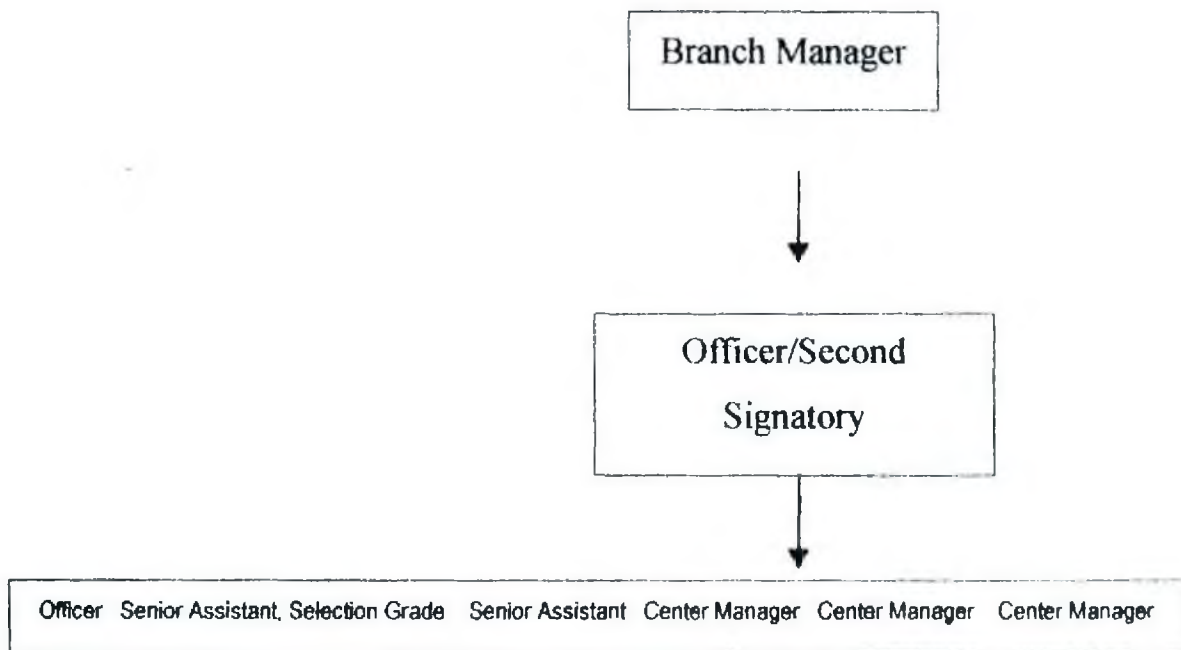 Branch Manager
Officer/Second
Signatory
Officer Senior Assistant, Selection Grade Senior Assistant Center Manager Center Manager Center Manager